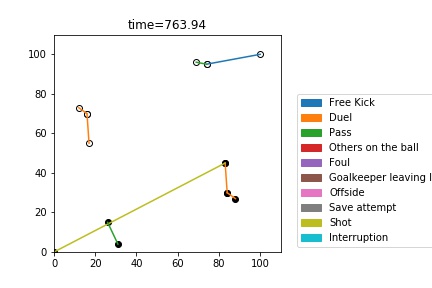 time=763.94
100
80
60
40
20
0
0
20
40
60
80
100
Free Kick
Duel
Pass
Others on the ball
Foul
Goalkeeper leaving l
Offside
Save attempt
Shot
Interruption